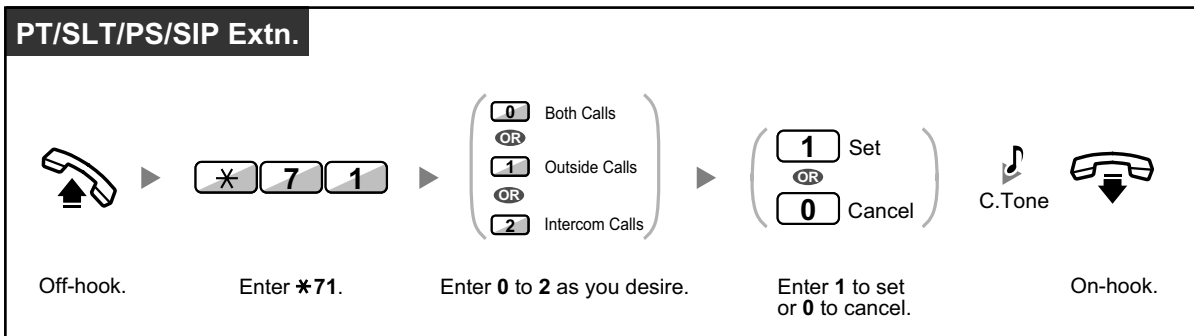 PT/SLT/PS/SIP Extn.
0 Both Calls
OR
1 Outside Calls
OR
2 Intercom Calls
* 7 1
1 Set
OR
0 Cancel
C.Tone
Off-hook.
Enter *71.
Enter 0 to 2 as you desire.
Enter 1 to set
or 0 to cancel.
On-hook.